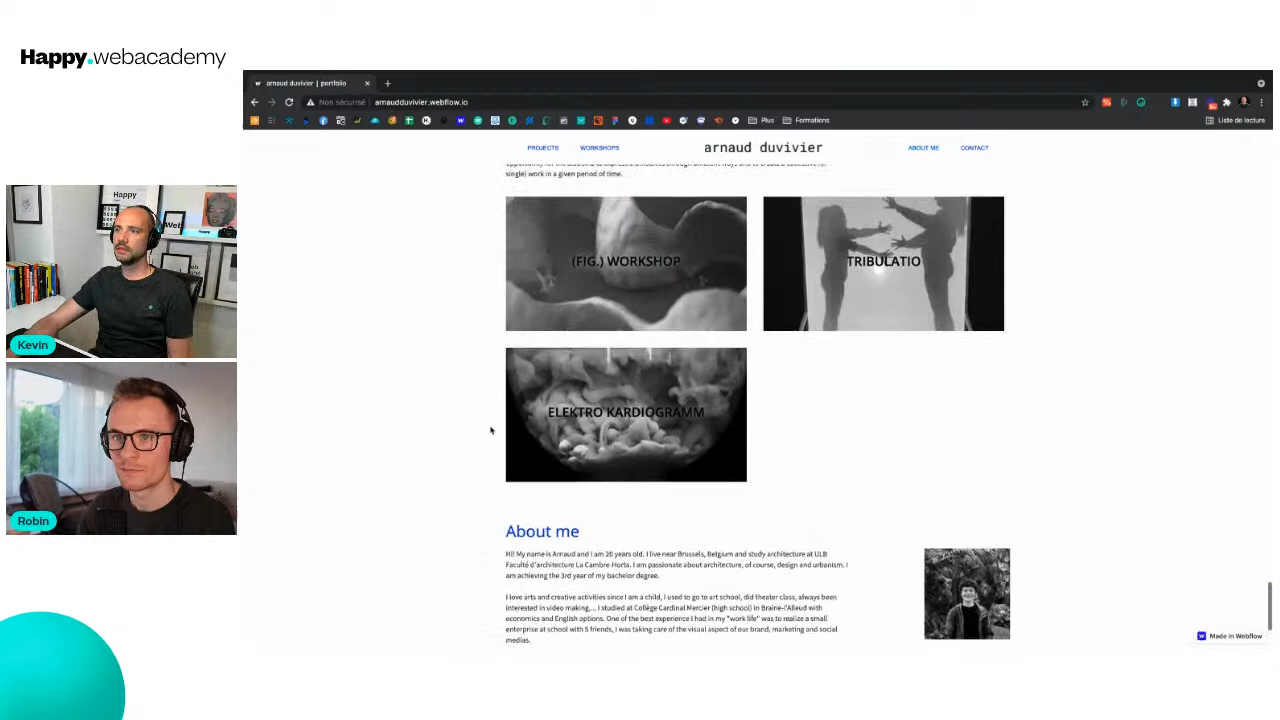 Happy.webacademy
arnaud duvivier | portfolio
Non sécurisé
arnaudduvivier.webflow.io
Plus
Formations
Liste de lecture
PROJECTS
WORKSHOPS
arnaud duvivier
ABOUT ME
CONTACT
single) work in a given period of time.
(FIG.) WORKSHOP
TRIBULATIO
ELEKTRO KARDIOGRAMM
About me
Hi! My name is Arnaud and I am 20 years old. I live near Brussels, Belgium and study architecture at ULB
Faculté d'architecture La Cambre-Horta. I am passionate about architecture, of course, design and urbanism. I
am achieving the 3rd year of my bachelor degree.
I love arts and creative activities since I am a child, I used to go to art school, did theater class, always been
interested in video making,... I studied at Collège Cardinal Mercier (high school) in Braine-l'Alleud with
economics and English options. One of the best experience I had in my "work life" was to realize a small
enterprise at school with 5 friends, I was taking care of the visual aspect of our brand, marketing and social
medias.
Made in Webflow
Happy
Kevin
Robin